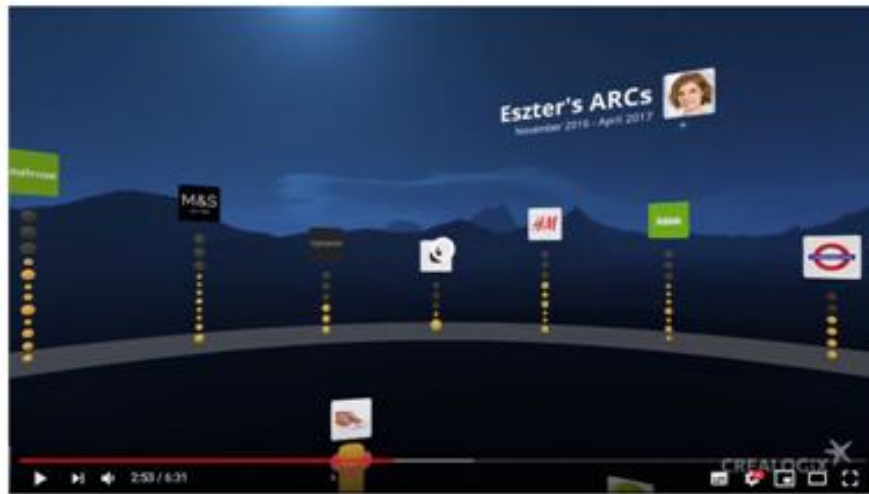 Eszter's ARCs
November 2016 - April 2017
M&S
H&M
CREALOGIX
2:53 / 6:31